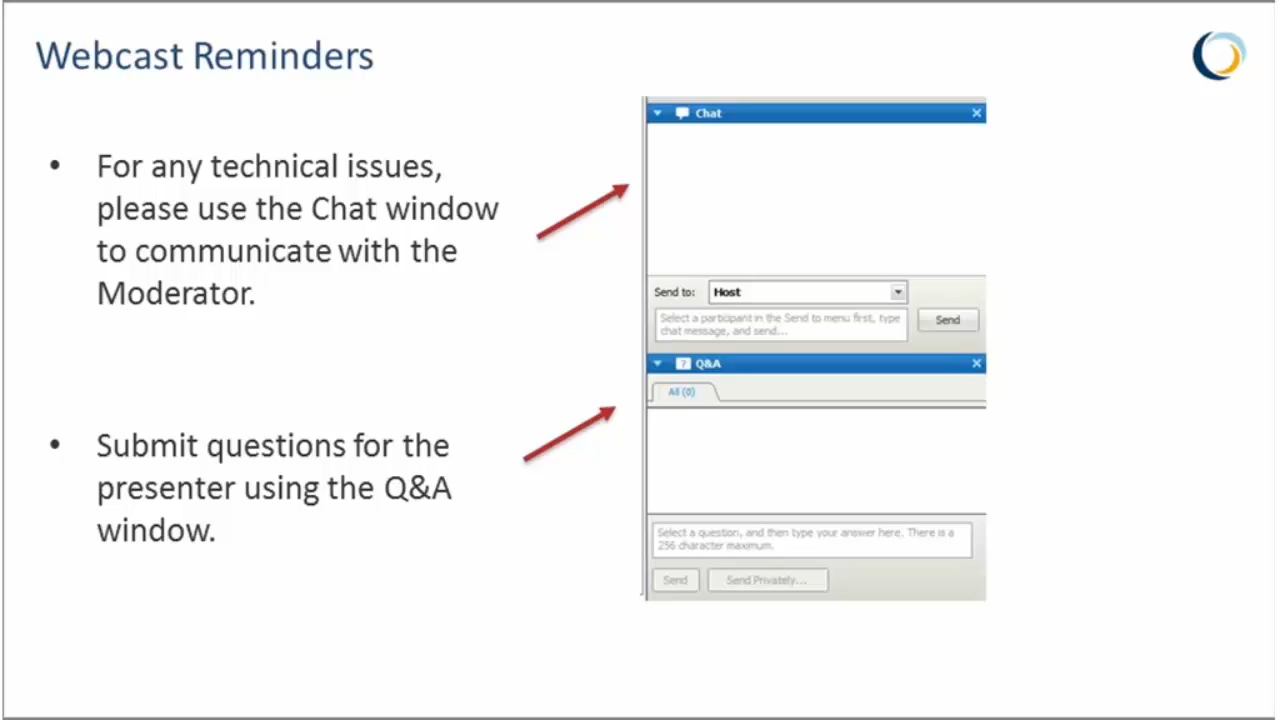 Webcast Reminders
• For any technical issues,
please use the Chat window
to communicate with the
Moderator.
• Submit questions for the
presenter using the Q&A
window.
Chat
Send to: Host
Select a participant in the Send to menu first, type
chat message, and send...
Send
Q&A
All (0)
Select a question, and then type your answer here. There is a
256 character maximum.
Send Send Privately...